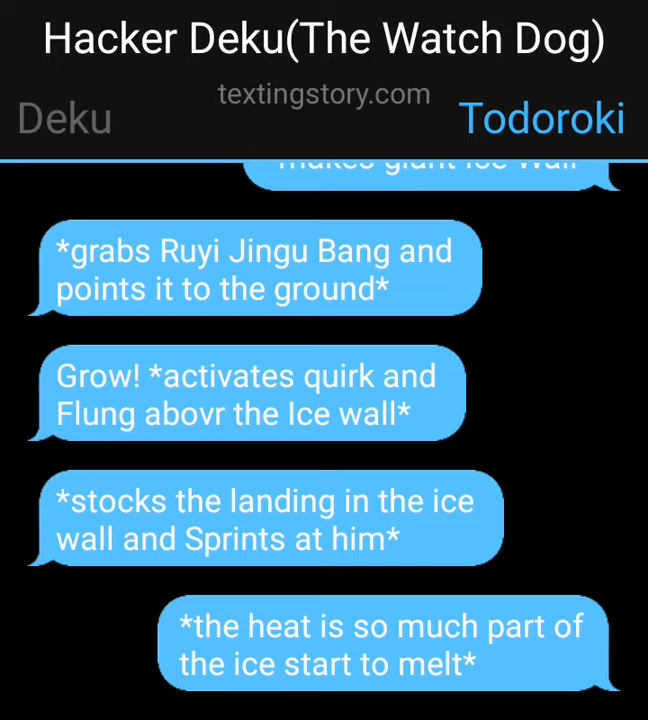 Hacker Deku(The Watch Dog)
textingstory.com
Deku
Todoroki
makes giant Ice Wall
*grabs Ruyi Jingu Bang and
points it to the ground*
Grow! *activates quirk and
Flung abovr the Ice wall*
*stocks the landing in the ice
wall and Sprints at him*
*the heat is so much part of
the ice start to melt*